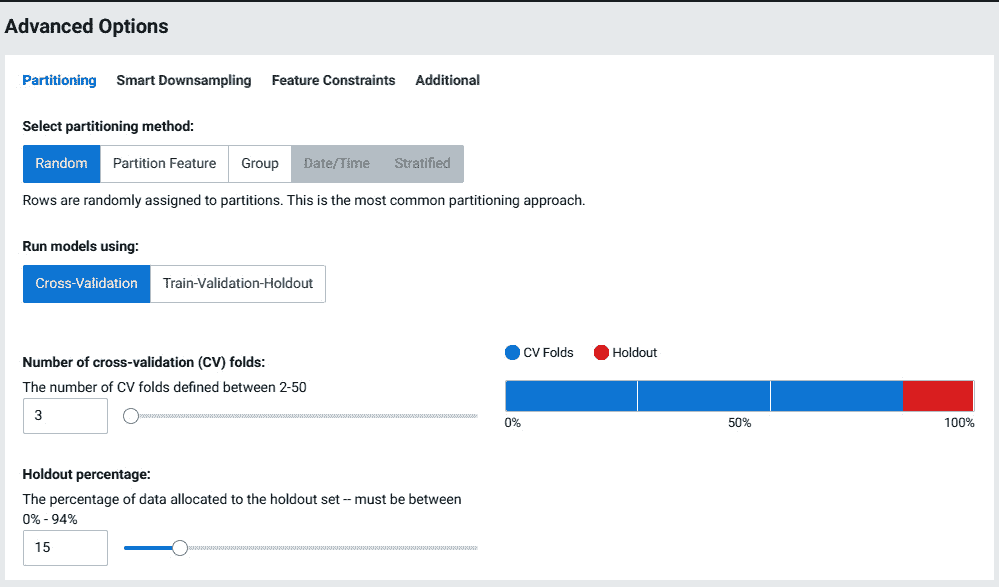 Advanced Options
Partitioning Smart Downsampling Feature Constraints Additional
Select partitioning method:
Random Partition Feature Group Date/Time Stratified
Rows are randomly assigned to partitions. This is the most common partitioning approach.
Run models using:
Cross-Validation Train-Validation-Holdout
CV Folds Holdout
Number of cross-validation (CV) folds:
The number of CV folds defined between 2-50
3
0% 50% 100%
Holdout percentage:
The percentage of data allocated to the holdout set -- must be between
0% - 94%
15